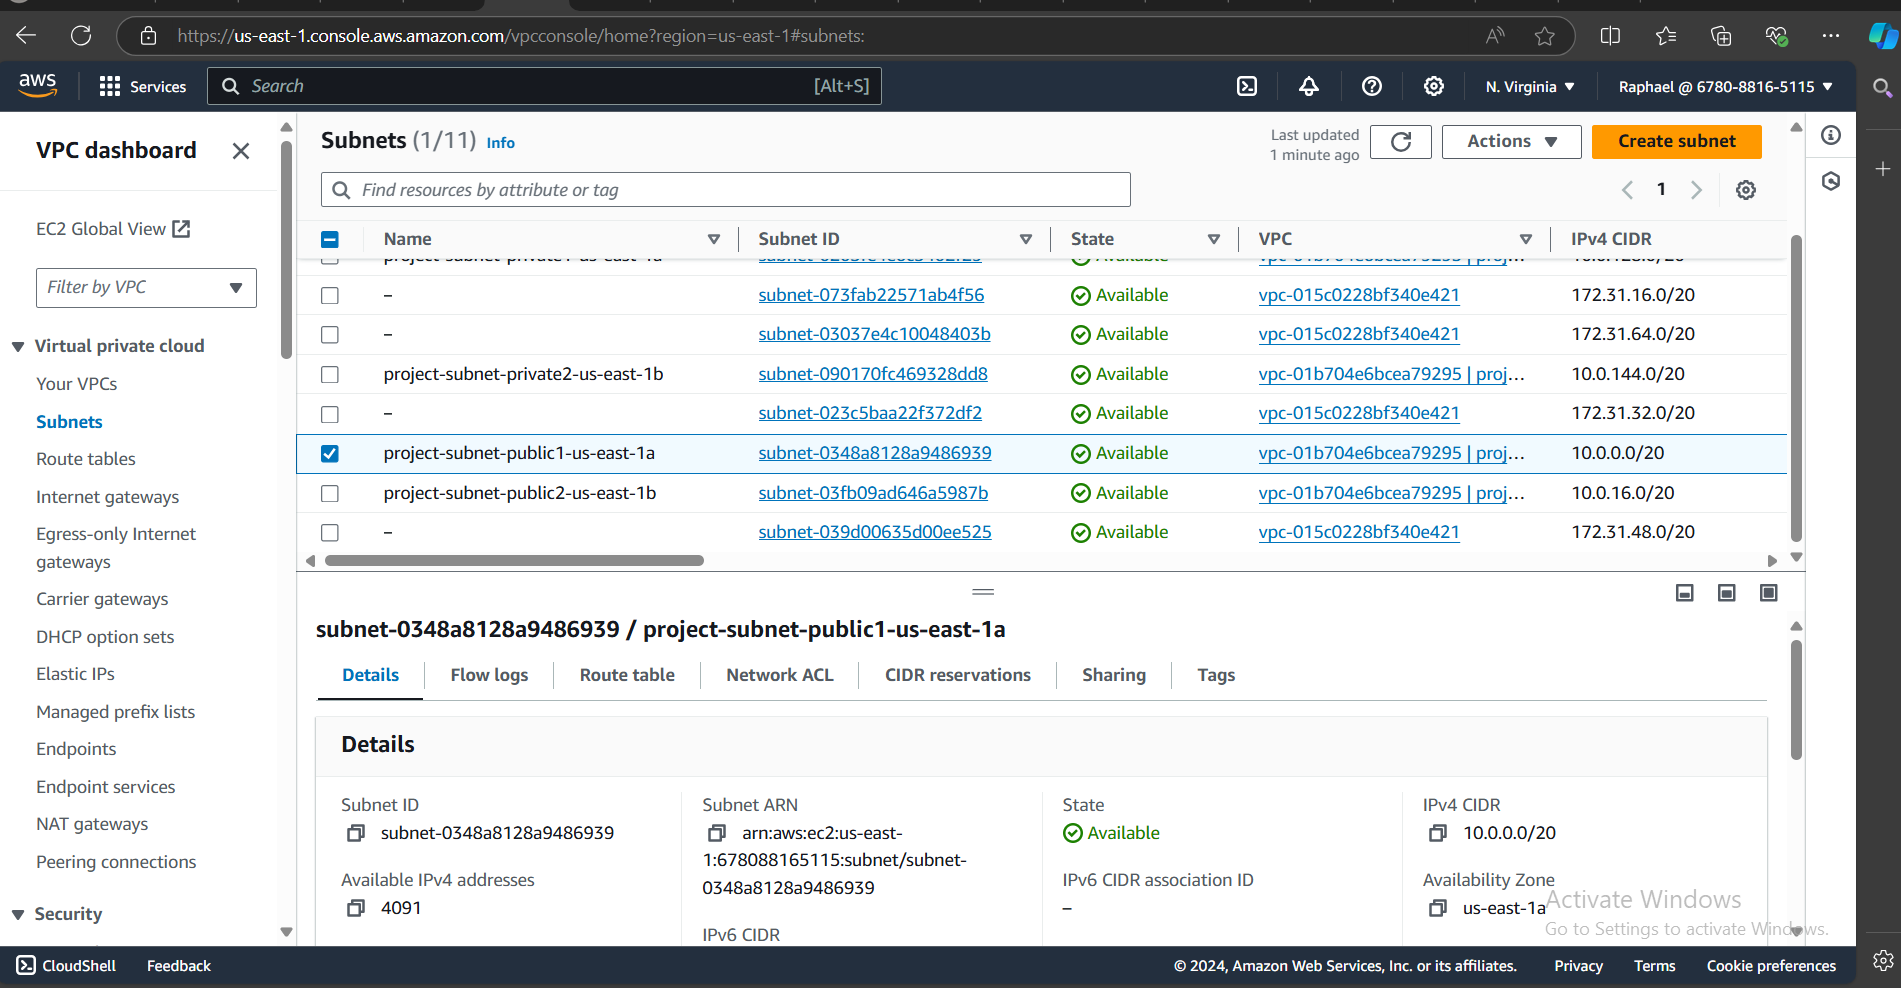 https://us-east-1.console.aws.amazon.com/vpcconsole/home?region=us-east-1#subnets:
aws
Services
Search
[Alt+S]
N. Virginia
Raphael @ 6780-8816-5115
VPC dashboard
EC2 Global View
Filter by VPC
Virtual private cloud
Your VPCs
Subnets
Route tables
Internet gateways
Egress-only Internet
gateways
Carrier gateways
DHCP option sets
Elastic IPs
Managed prefix lists
Endpoints
Endpoint services
NAT gateways
Peering connections
Security
Subnets (1/11) Info
Last updated
1 minute ago
Actions
Create subnet
Find resources by attribute or tag
1
Name Subnet ID State VPC IPv4 CIDR
– subnet-073fab22571ab4f56 Available vpc-015c0228bf340e421 172.31.16.0/20
– subnet-03037e4c10048403b Available vpc-015c0228bf340e421 172.31.64.0/20
project-subnet-private2-us-east-1b subnet-090170fc469328dd8 Available vpc-01b704e6bcea79295 | proj... 10.0.144.0/20
– subnet-023c5baa22f372df2 Available vpc-015c0228bf340e421 172.31.32.0/20
project-subnet-public1-us-east-1a subnet-0348a8128a9486939 Available vpc-01b704e6bcea79295 | proj... 10.0.0.0/20
project-subnet-public2-us-east-1b subnet-03fb09ad646a5987b Available vpc-01b704e6bcea79295 | proj... 10.0.16.0/20
– subnet-039d00635d00ee525 Available vpc-015c0228bf340e421 172.31.48.0/20
subnet-0348a8128a9486939 / project-subnet-public1-us-east-1a
Details Flow logs Route table Network ACL CIDR reservations Sharing Tags
Details
Subnet ID
subnet-0348a8128a9486939
Available IPv4 addresses
4091
Subnet ARN
arn:aws:ec2:us-east-
1:678088165115:subnet/subnet-
0348a8128a9486939
IPv6 CIDR
State
Available
IPv6 CIDR association ID
–
IPv4 CIDR
10.0.0.0/20
Availability Zone
us-east-1a
Activate Windows
Go to Settings to activate Windows.
CloudShell
Feedback
© 2024, Amazon Web Services, Inc. or its affiliates.
Privacy
Terms
Cookie preferences